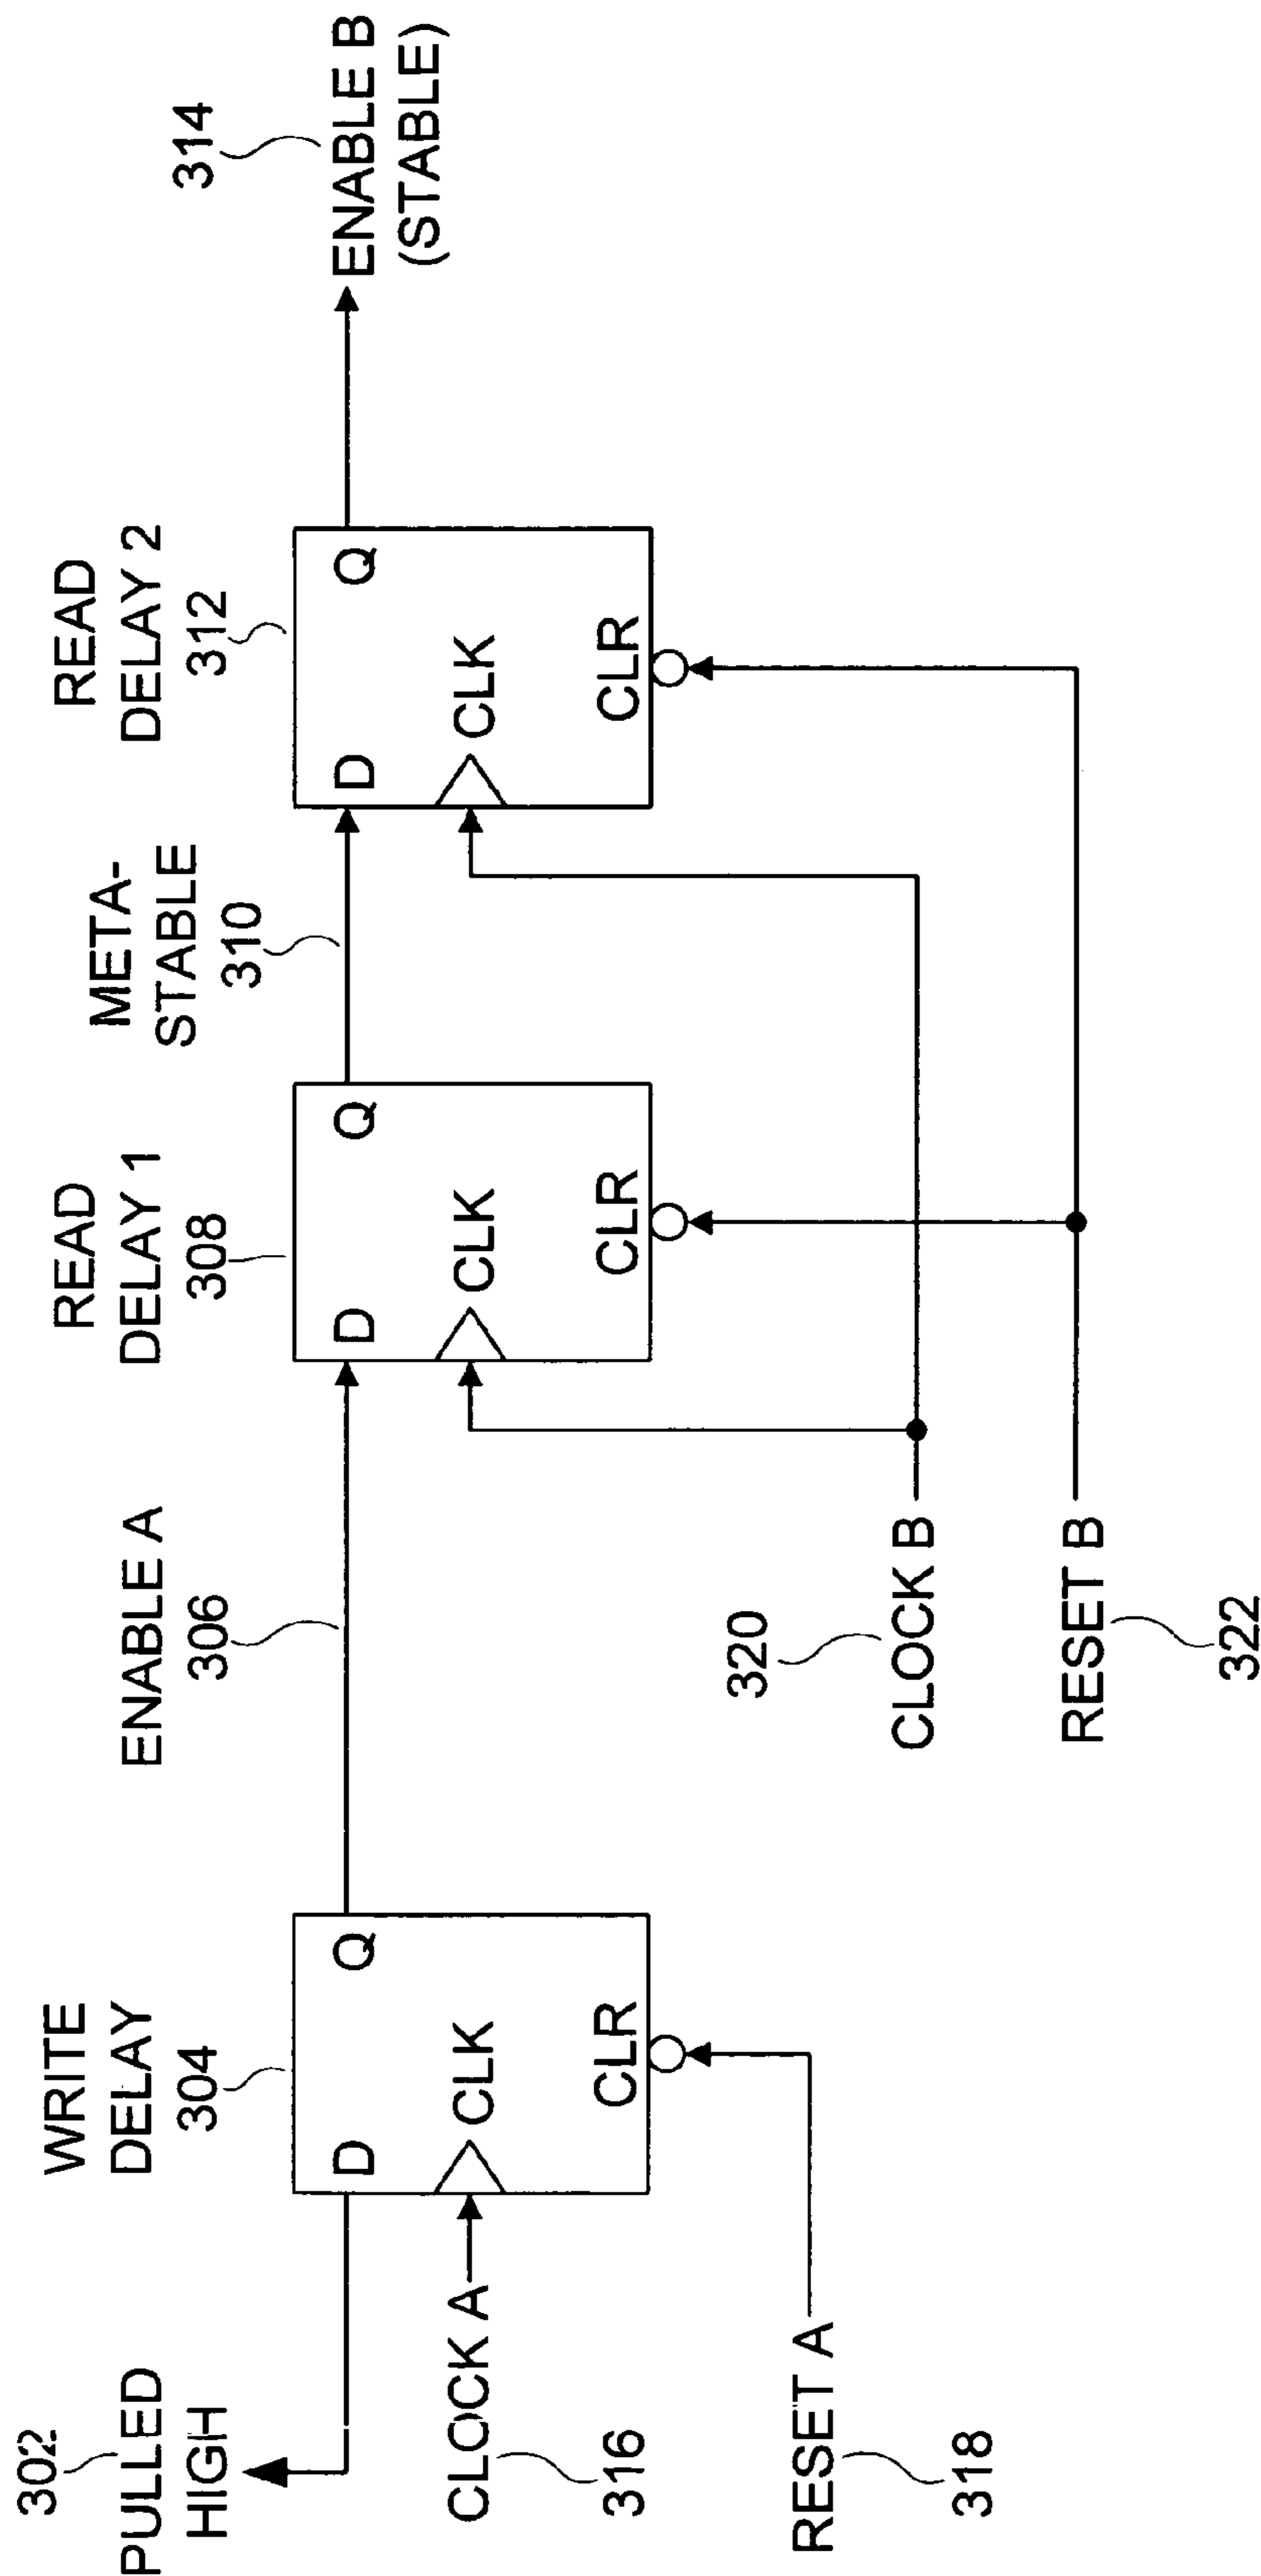 302
PULLED
HIGH
WRITE
DELAY
304
ENABLE A
306
READ
DELAY 1
308
META-
STABLE
310
READ
DELAY 2
312
314
ENABLE B
(STABLE)
D
Q
CLK
CLR
D
Q
CLK
CLR
D
Q
CLK
CLR
CLOCK A
316
RESET A
318
320
CLOCK B
RESET B
322